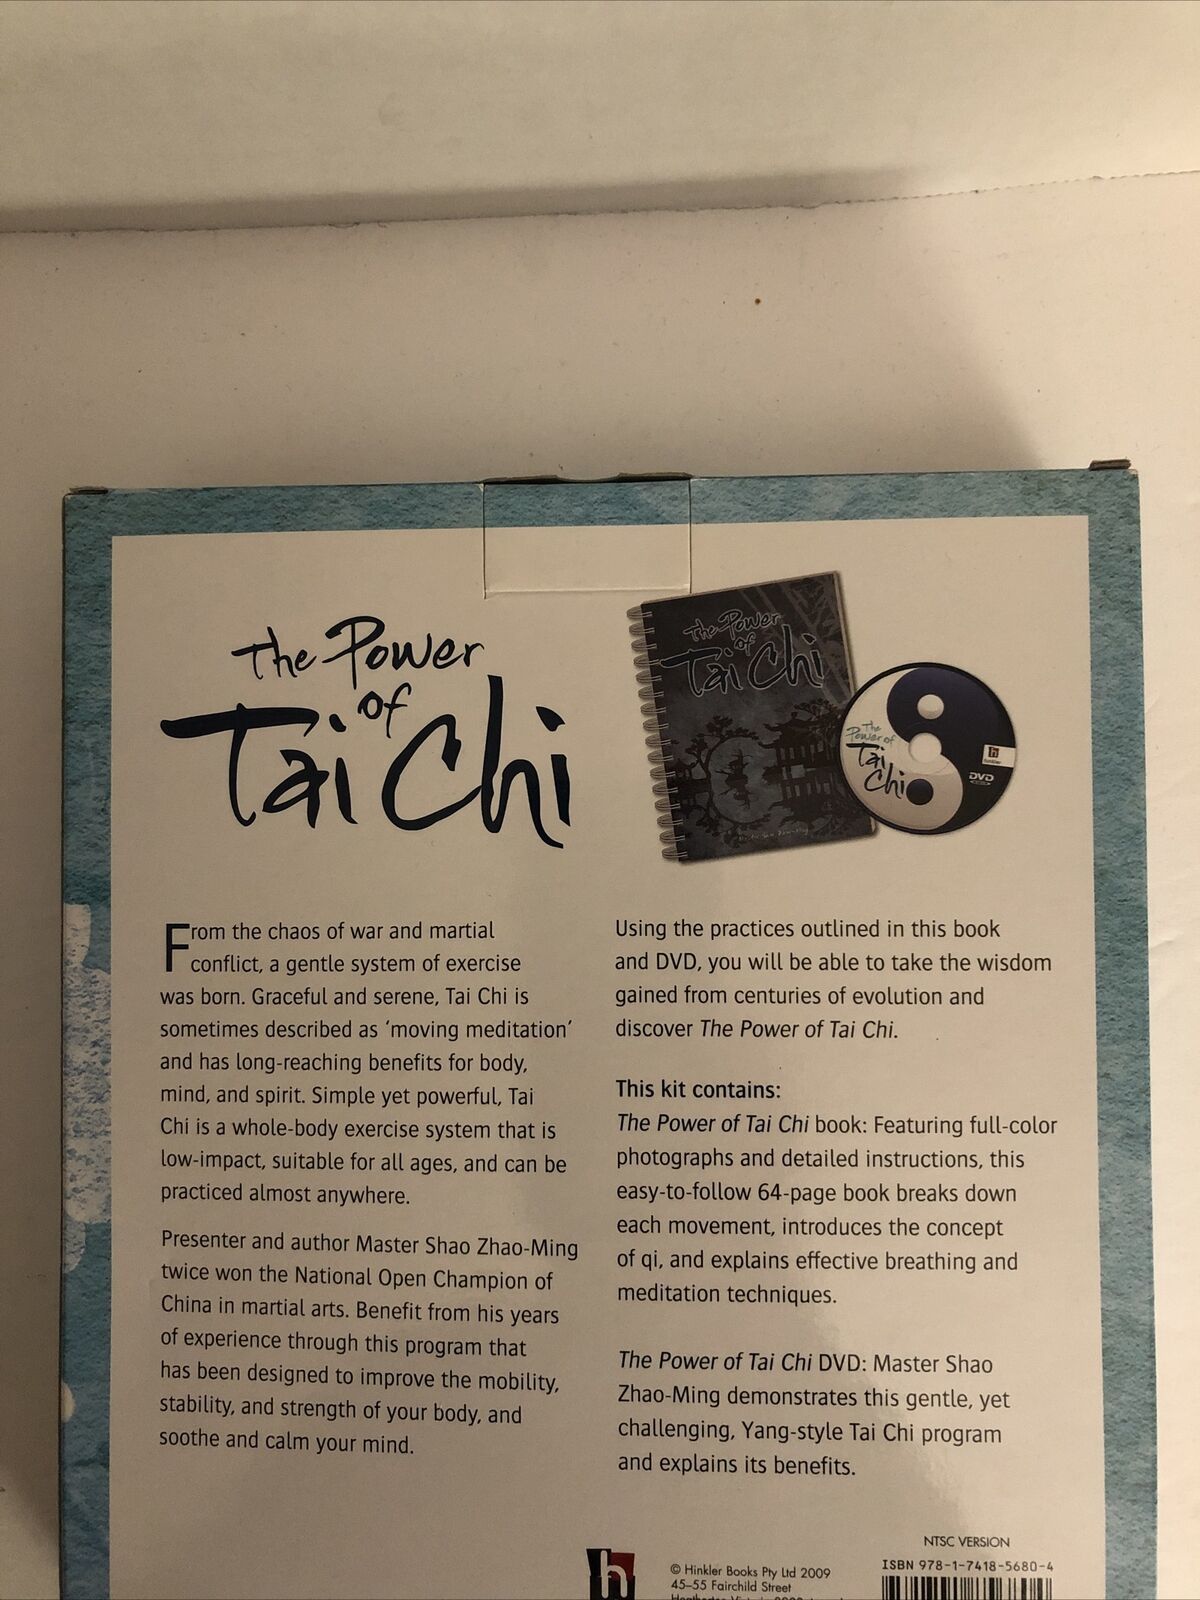 The Power
of
Tai Chi
The Power
of
Tai Chi
The
Power of
Tai
Chi
h
hinkler
DVD
From the chaos of war and martial
conflict, a gentle system of exercise
was born. Graceful and serene, Tai Chi is
sometimes described as ‘moving meditation’
and has long-reaching benefits for body,
mind, and spirit. Simple yet powerful, Tai
Chi is a whole-body exercise system that is
low-impact, suitable for all ages, and can be
practiced almost anywhere.
Presenter and author Master Shao Zhao-Ming
twice won the National Open Champion of
China in martial arts. Benefit from his years
of experience through this program that
has been designed to improve the mobility,
stability, and strength of your body, and
soothe and calm your mind.
Using the practices outlined in this book
and DVD, you will be able to take the wisdom
gained from centuries of evolution and
discover The Power of Tai Chi.
This kit contains:
The Power of Tai Chi book: Featuring full-color
photographs and detailed instructions, this
easy-to-follow 64-page book breaks down
each movement, introduces the concept
of qi, and explains effective breathing and
meditation techniques.
The Power of Tai Chi DVD: Master Shao
Zhao-Ming demonstrates this gentle, yet
challenging, Yang-style Tai Chi program
and explains its benefits.
h
© Hinkler Books Pty Ltd 2009
45–55 Fairchild Street
NTSC VERSION
ISBN 978-1-7418-5680-4